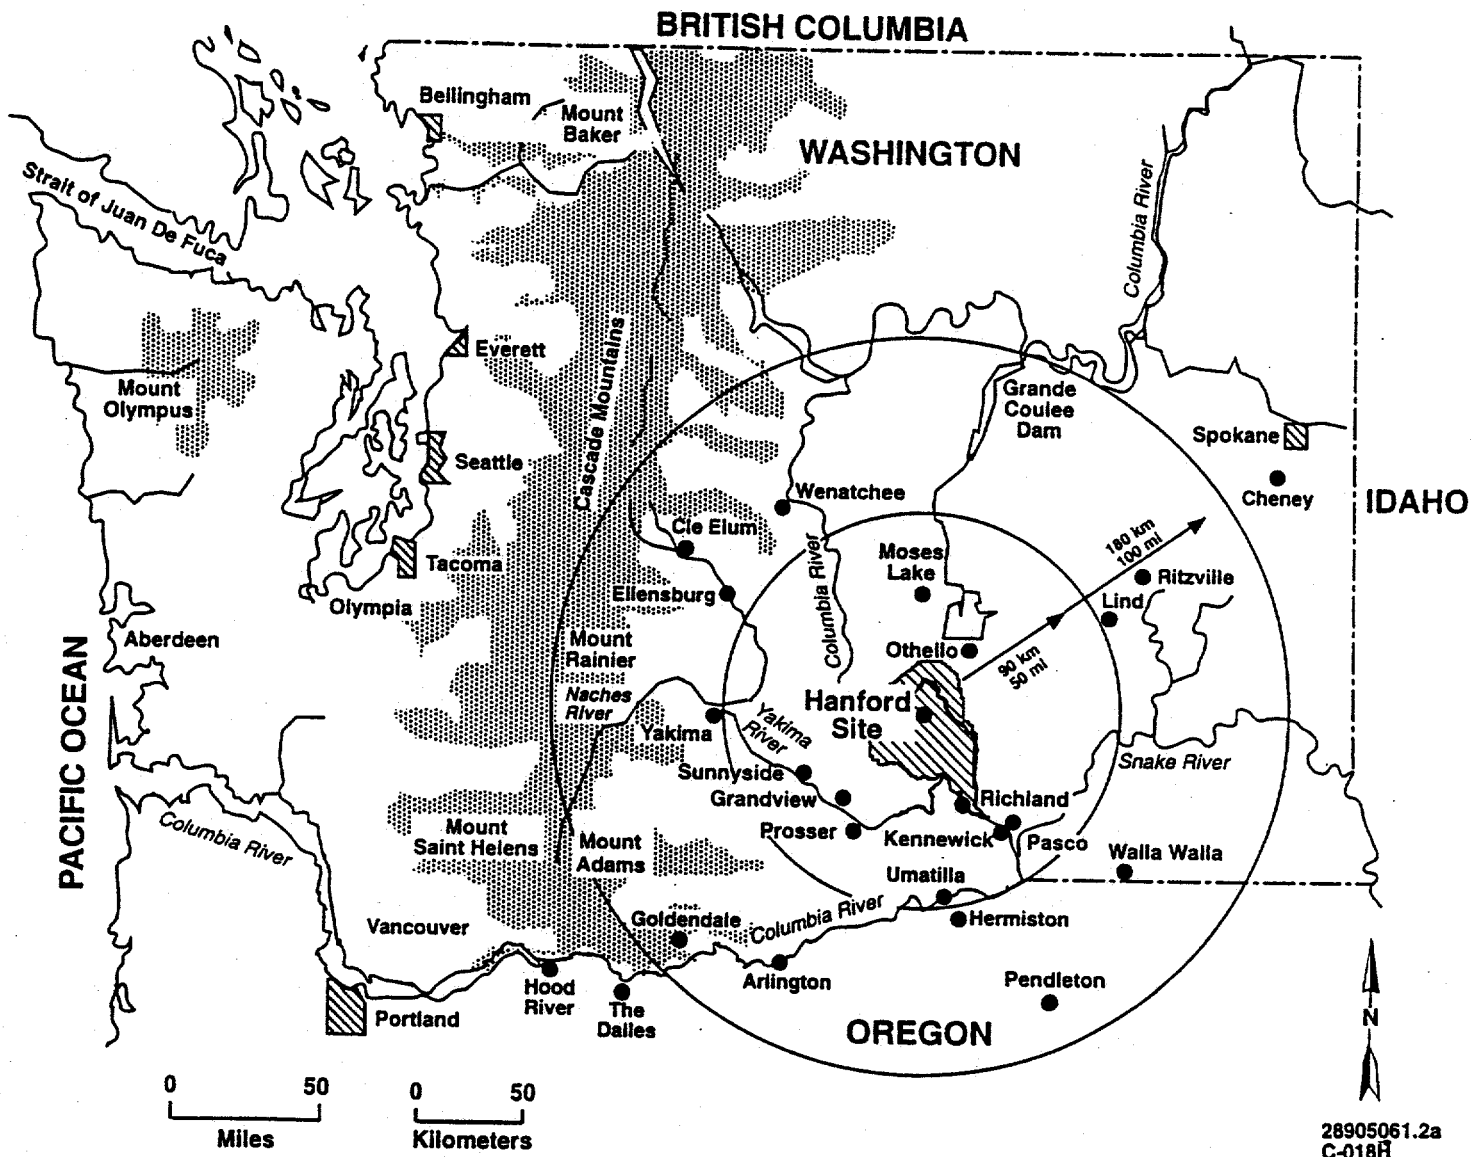 BRITISH COLUMBIA
Bellingham
Mount
Baker
WASHINGTON
Columbia River
Strait of Juan De Fuca
Everett
Cascade Mountains
Mount
Olympus
Grande
Coulee
Dam
Spokane
Seattle
Cheney
IDAHO
Wenatchee
Cle Elum
180 km
100 mi
Columbia River
Moses
Lake
Ritzville
Tacoma
Ellensburg
Lind
Olympia
Aberdeen
Mount
Rainier
Othello
90 km
50 mi
PACIFIC OCEAN
Naches
River
Hanford
Site
Yakima
Yakima
River
Snake River
Sunnyside
Grandview
Richland
Columbia River
Mount
Saint Helens
Mount
Adams
Prosser
Kennewick
Pasco
Walla Walla
Umatilla
Vancouver
Goldendale
Columbia River
Hermiston
Hood
River
The
Dalles
Arlington
Pendleton
Portland
OREGON
N
0 50
Miles
0 50
Kilometers
28905061.2a
C-018H